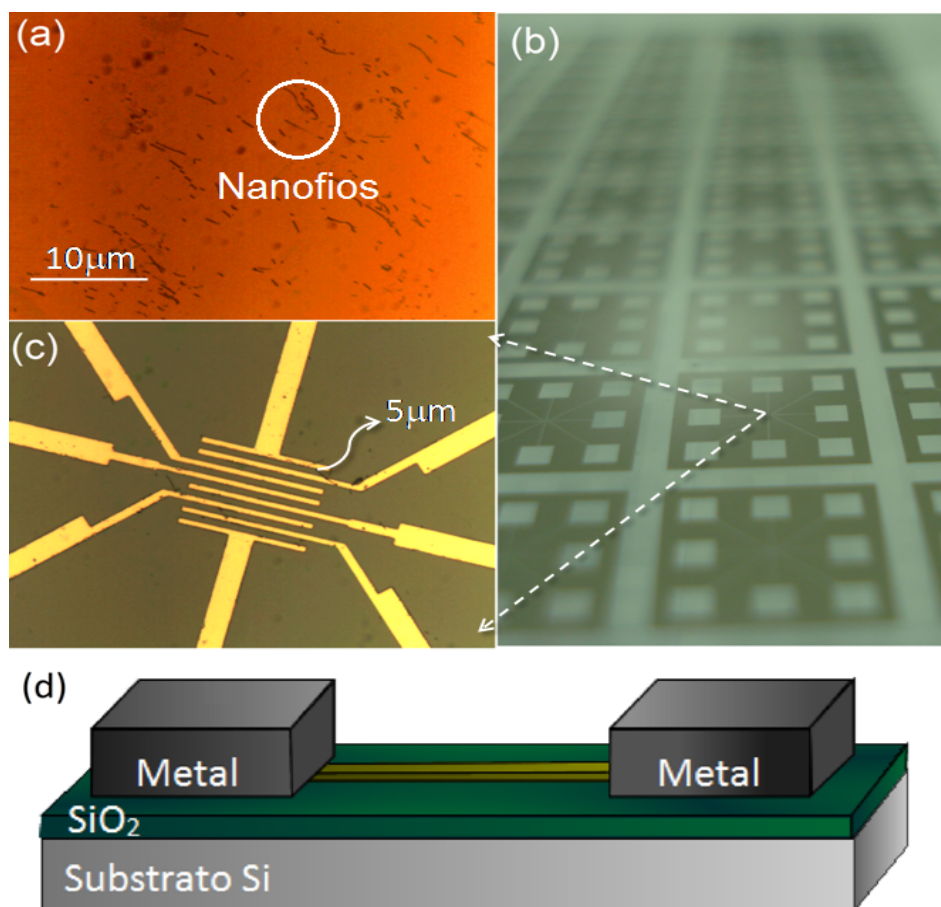 (a)
Nanofios
10μm
(b)
(c)
5μm
(d)
Metal
Metal
SiO₂
Substrato Si